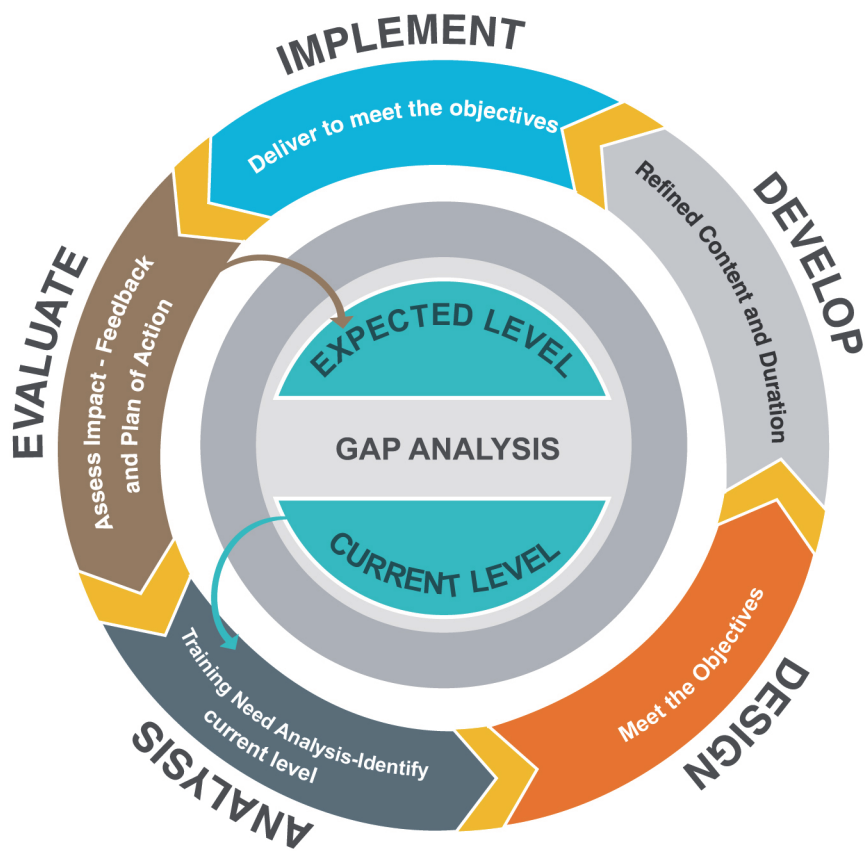 IMPLEMENT
Deliver to meet the objectives
DEVELOP
Refined Content and Duration
EVALUATE
Assess Impact - Feedback
and Plan of Action
EXPECTED LEVEL
GAP ANALYSIS
CURRENT LEVEL
DESIGN
Meet the Objectives
ANALYSIS
Training Need Analysis-Identify
current level